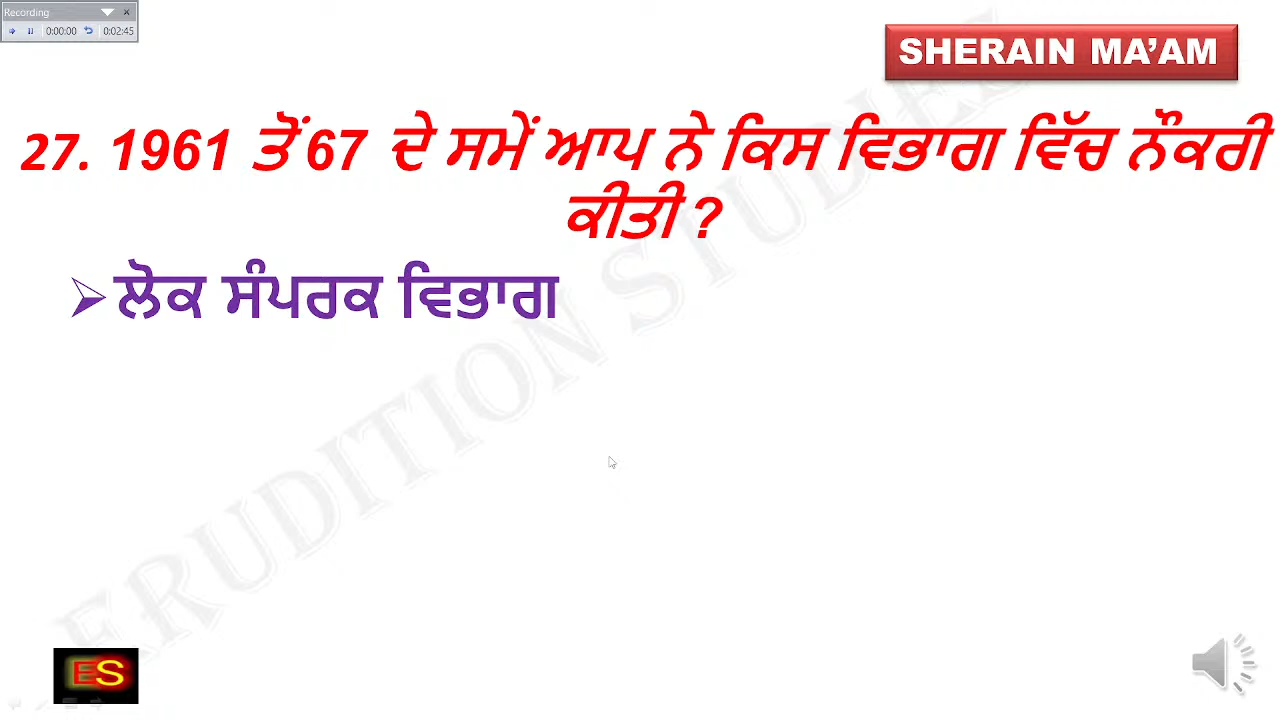 Recording
0:00:00 0:02:45
SHERAIN MA’AM
27. 1961 ਤੋਂ 67 ਦੇ ਸਮੇਂ ਆਪ ਨੇ ਕਿਸ ਵਿਭਾਗ ਵਿੱਚ ਨੌਕਰੀ
ਕੀਤੀ ?
ਲੋਕ ਸੰਪਰਕ ਵਿਭਾਗ
ERUDITION STUDIES
ES